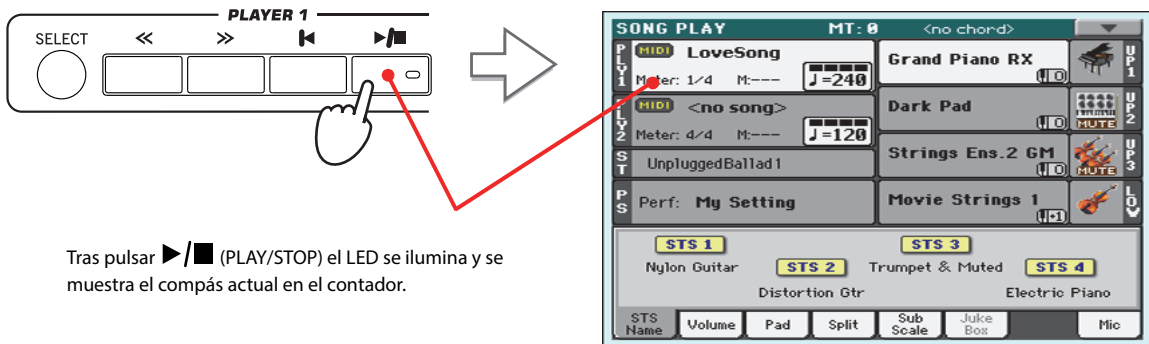 PLAYER 1
SELECT
SONG PLAY MT: 0 <no chord>
PLY1
MIDI LoveSong
Meter: 1/4 M:--- ♩=240
Grand Piano RX
0
UP1
PLY2
MIDI <no song>
Meter: 4/4 M:--- ♩=120
Dark Pad
0
MUTE
UP2
ST
UnpluggedBallad1
Strings Ens.2 GM
0
MUTE
UP3
PS
Perf: My Setting
Movie Strings 1
+1
LOW
STS 1
STS 3
Nylon Guitar
STS 2
Trumpet & Muted
STS 4
Distortion Gtr
Electric Piano
STS Name
Volume
Pad
Split
Sub Scale
Juke Box
Mic
Tras pulsar ▶/■ (PLAY/STOP) el LED se ilumina y se
muestra el compás actual en el contador.